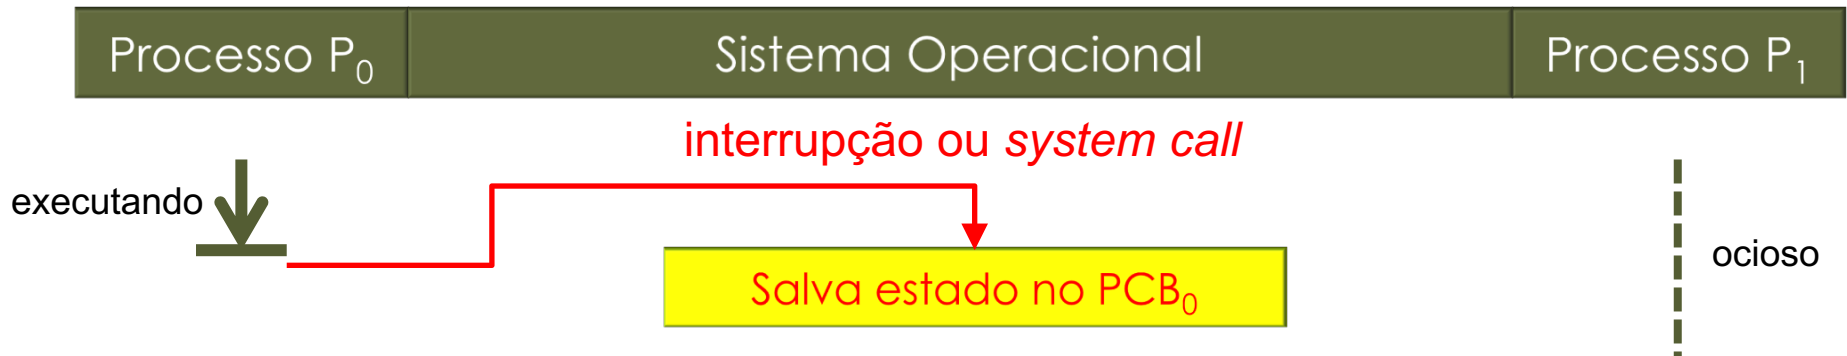 Processo P₀
Sistema Operacional
Processo P₁
interrupção ou system call
executando
ocioso
Salva estado no PCB₀